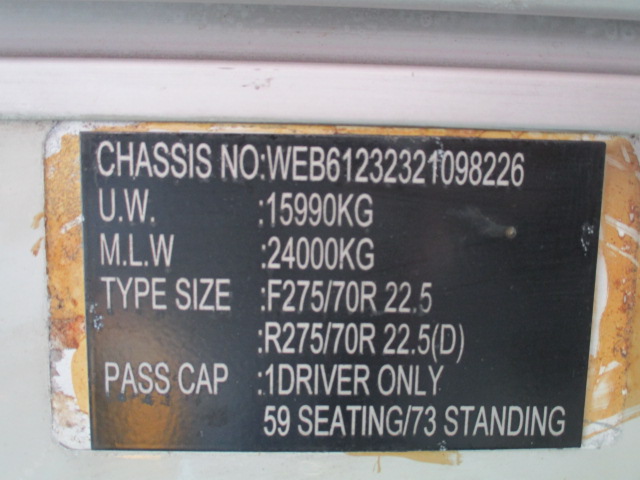 CHASSIS NO:WEB61232321098226
U.W. :15990KG
M.L.W :24000KG
TYPE SIZE :F275/70R 22.5
:R275/70R 22.5(D)
PASS CAP :1DRIVER ONLY
59 SEATING/73 STANDING